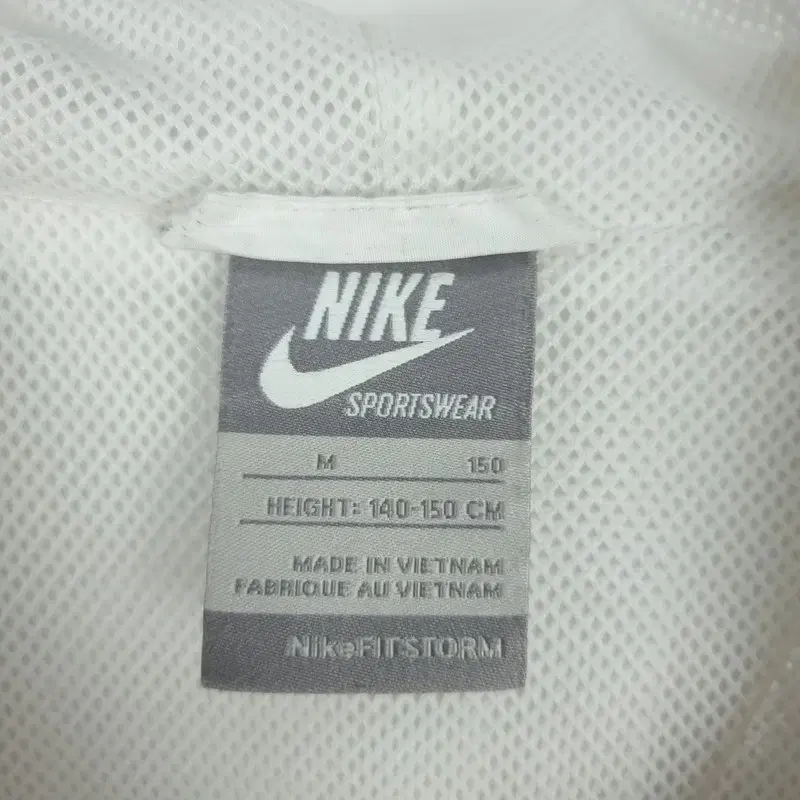 NIKE
SPORTSWEAR
M 150
HEIGHT: 140-150 CM
MADE IN VIETNAM
FABRIQUE AU VIETNAM
NikeFITSTORM